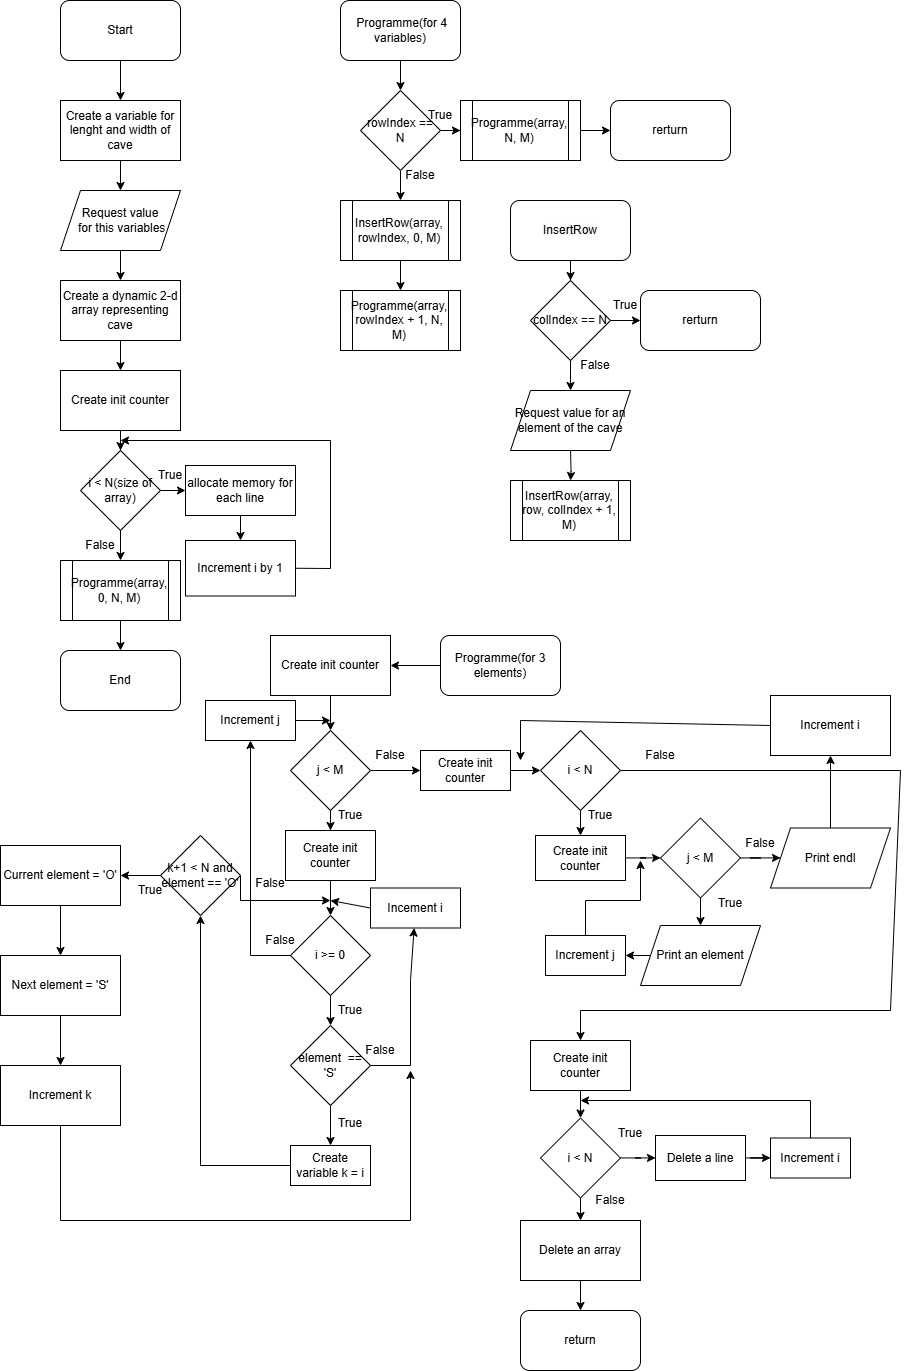 Start
Create a variable for
lenght and width of
cave
Request value
for this variables
Create a dynamic 2-d
array representing
cave
Create init counter
i < N(size of
array)
True
allocate memory for
each line
Increment i by 1
False
Programme(array,
0, N, M)
End
Programme(for 4
variables)
rowIndex ==
N
True
Programme(array,
N, M)
rerturn
False
InsertRow(array,
rowIndex, 0, M)
Programme(array,
rowIndex + 1, N,
M)
InsertRow
colIndex == N
True
rerturn
False
Request value for an
element of the cave
InsertRow(array,
row, colIndex + 1,
M)
Programme(for 3
elements)
Create init counter
Increment j
j < M
False
True
Create init
counter
Incement i
i >= 0
False
True
element ==
'S'
False
True
Create
variable k = i
k+1 < N and
element == 'O'
False
True
Current element = 'O'
Next element = 'S'
Increment k
Create init
counter
i < N
False
True
Increment i
Create init
counter
j < M
False
Print endl
True
Print an element
Increment j
Create init
counter
i < N
True
Delete a line
Increment i
False
Delete an array
return